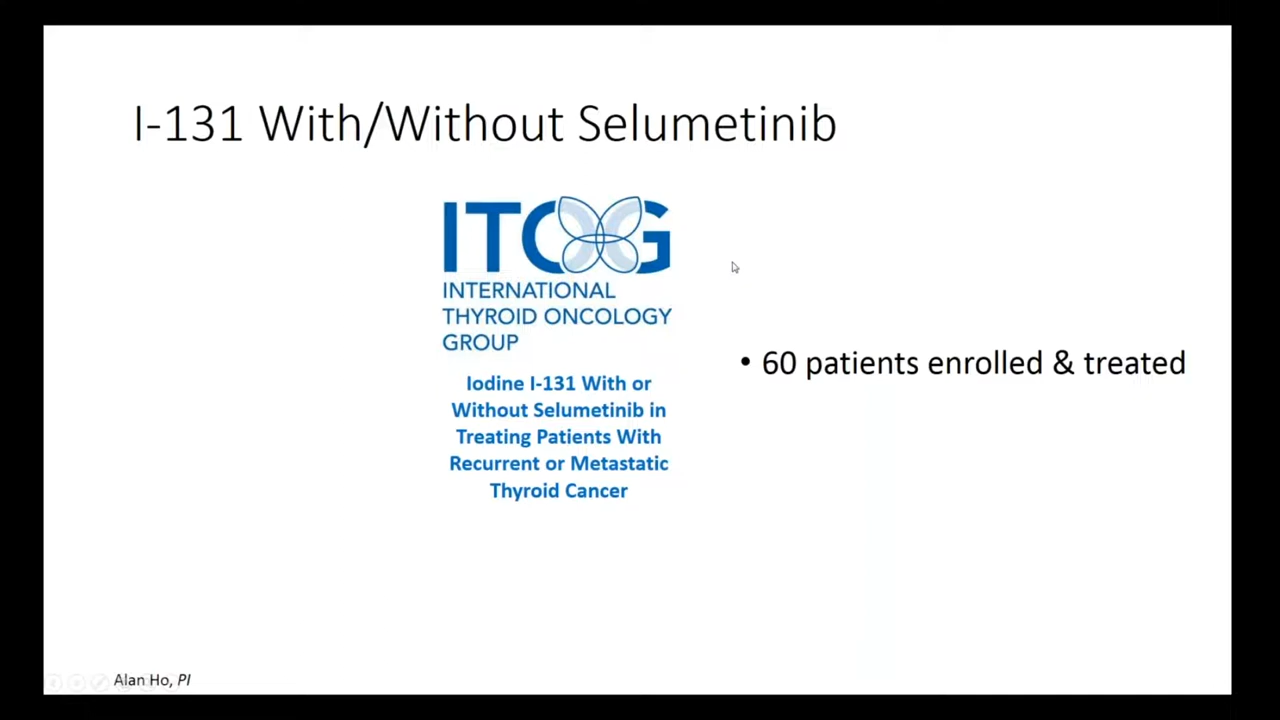 I-131 With/Without Selumetinib
ITOG
INTERNATIONAL
THYROID ONCOLOGY
GROUP
Iodine I-131 With or
Without Selumetinib in
Treating Patients With
Recurrent or Metastatic
Thyroid Cancer
• 60 patients enrolled & treated
Alan Ho, PI